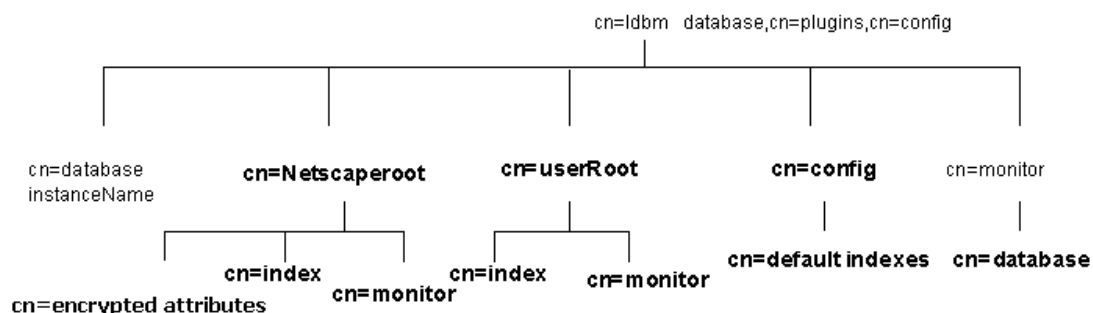 cn=ldbm database,cn=plugins,cn=config
cn=database
instanceName
cn=Netscaperoot
cn=userRoot
cn=config
cn=monitor
cn=encrypted attributes
cn=index
cn=monitor
cn=index
cn=monitor
cn=default indexes
cn=database